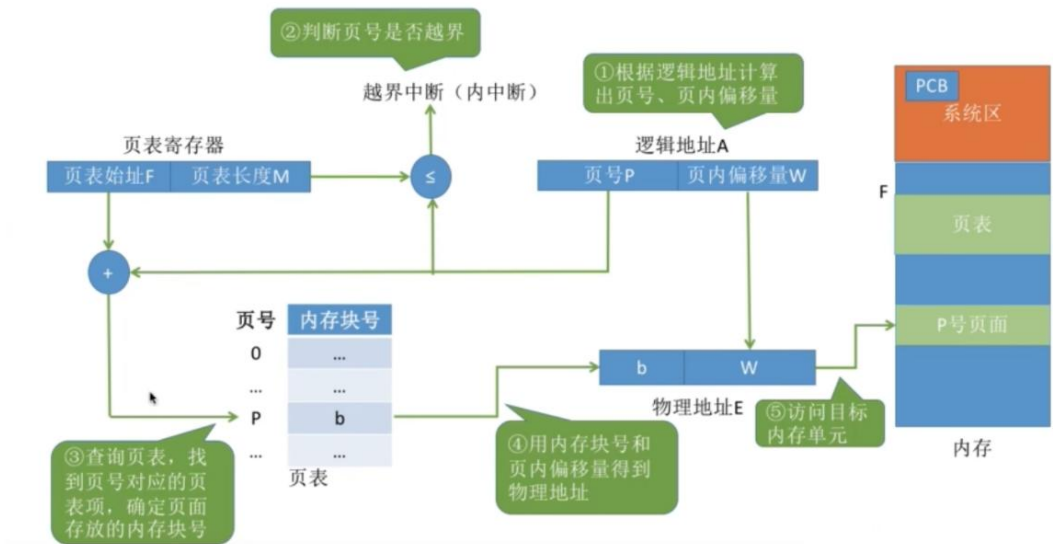 ②判断页号是否越界
越界中断（内中断）
①根据逻辑地址计算
出页号、页内偏移量
PCB
系统区
页表寄存器
页表始址F
页表长度M
≤
逻辑地址A
页号P
页内偏移量W
F
页表
+
页号
内存块号
0
...
...
...
P
b
...
...
页表
P号页面
b
W
物理地址E
⑤访问目标
内存单元
内存
③查询页表，找
到页号对应的页
表项，确定页面
存放的内存块号
④用内存块号和
页内偏移量得到
物理地址